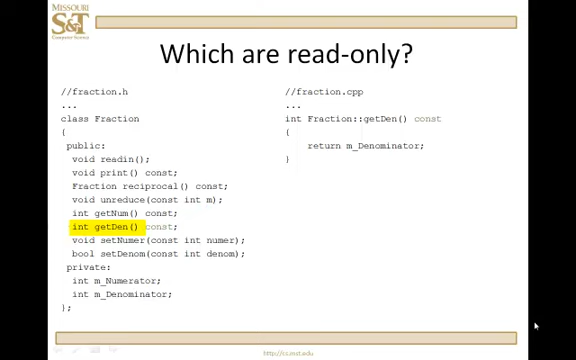 MISSOURI
S&T
Computer Science
Which are read-only?
//fraction.h
...
class Fraction
{
public:
void readin();
void print() const;
Fraction reciprocal() const;
void unreduce(const int m);
int getNum() const;
int getDen() const;
void setNumer(const int numer);
bool setDenom(const int denom);
private:
int m_Numerator;
int m_Denominator;
};
//fraction.cpp
...
int Fraction::getDen() const
{
return m_Denominator;
}
http://cs.mst.edu